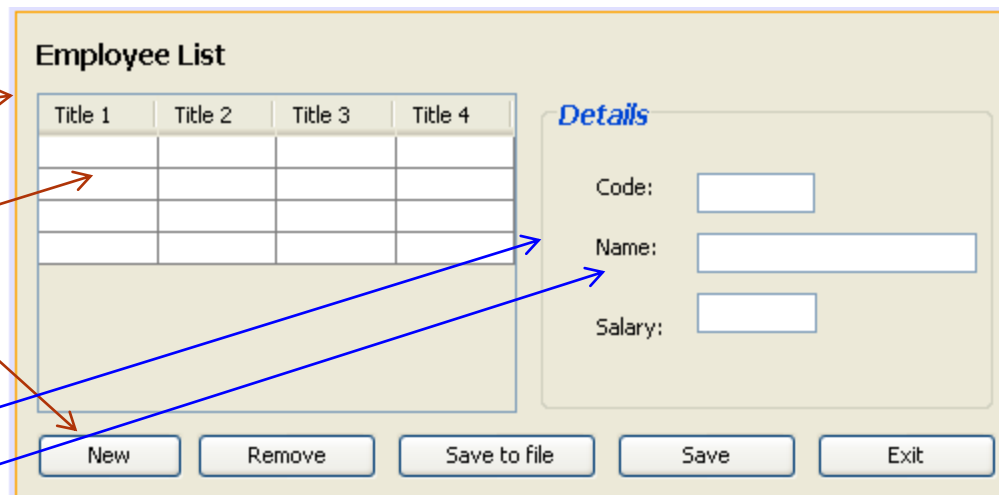 Employee List
Title 1 Title 2 Title 3 Title 4
Details
Code:
Name:
Salary:
New Remove Save to file Save Exit